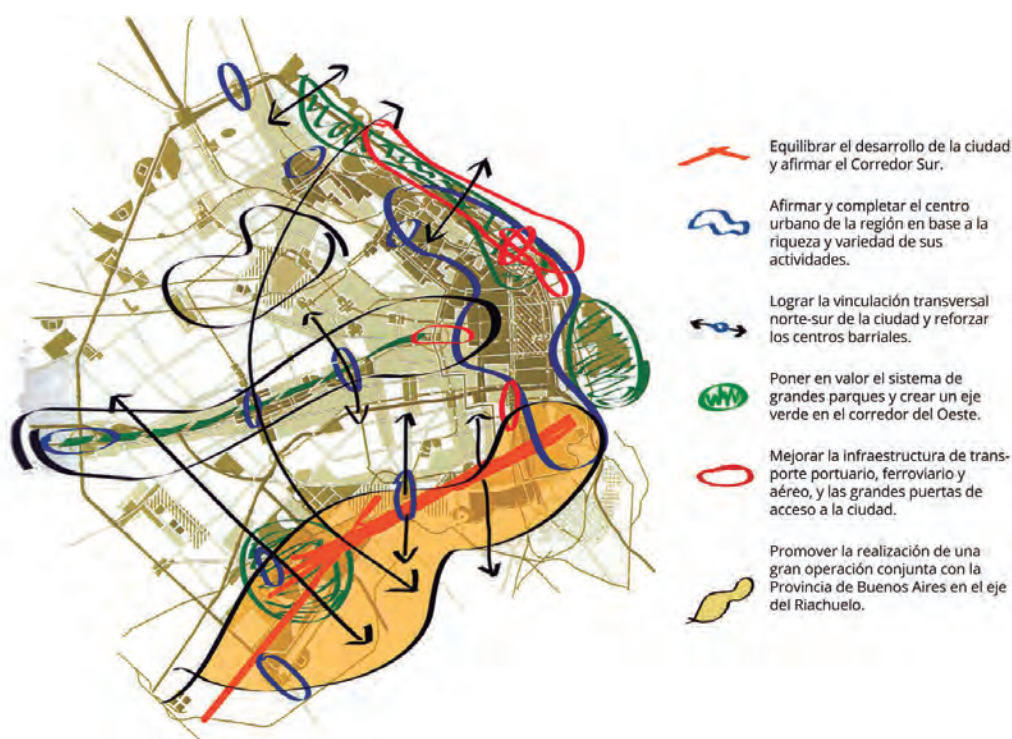 Equilibrar el desarrollo de la ciudad
y afirmar el Corredor Sur.
Afirmar y completar el centro
urbano de la región en base a la
riqueza y variedad de sus
actividades.
Lograr la vinculación transversal
norte-sur de la ciudad y reforzar
los centros barriales.
Poner en valor el sistema de
grandes parques y crear un eje
verde en el corredor del Oeste.
Mejorar la infraestructura de trans-
porte portuario, ferroviario y
aéreo, y las grandes puertas de
acceso a la ciudad.
Promover la realización de una
gran operación conjunta con la
Provincia de Buenos Aires en el eje
del Riachuelo.